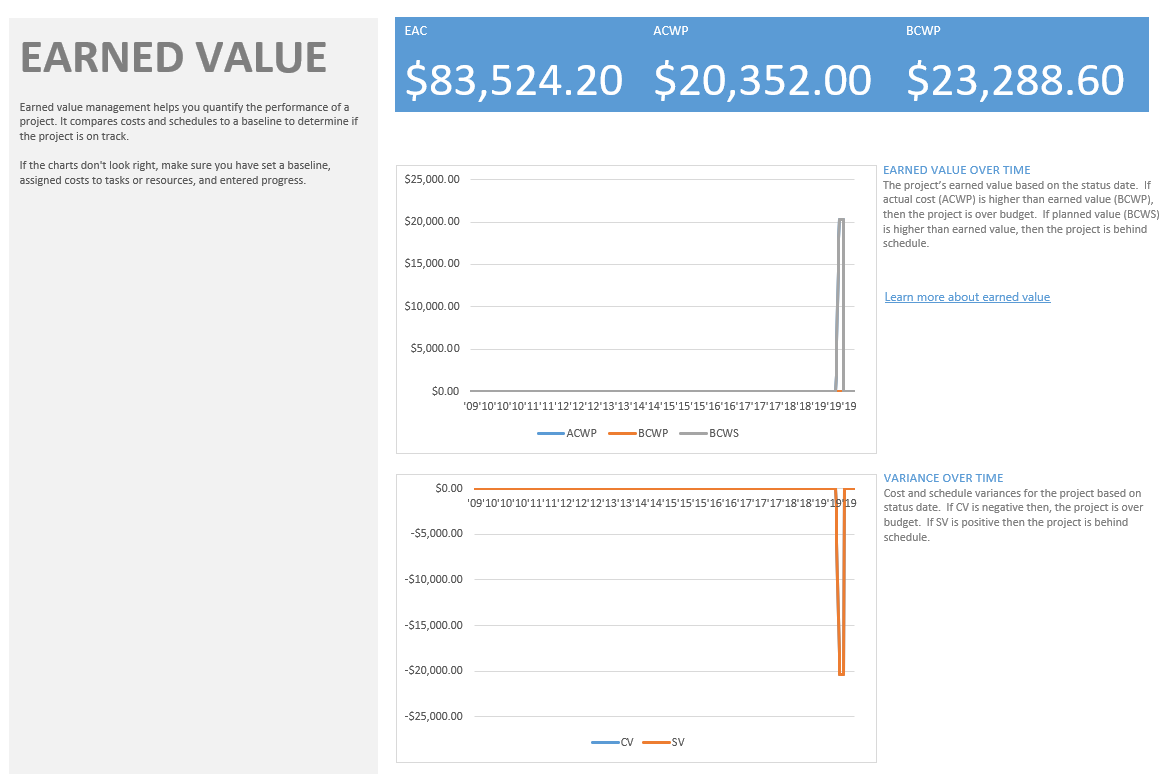 EARNED VALUE
Earned value management helps you quantify the performance of a
project. It compares costs and schedules to a baseline to determine if
the project is on track.
If the charts don't look right, make sure you have set a baseline,
assigned costs to tasks or resources, and entered progress.
EAC ACWP BCWP
$83,524.20 $20,352.00 $23,288.60
$25,000.00
$20,000.00
$15,000.00
$10,000.00
$5,000.00
$0.00
'09'10'10'10'11'11'12'12'12'13'13'14'14'14'15'15'15'16'16'17'17'17'18'18'19'19'19
ACWP BCWP BCWS
EARNED VALUE OVER TIME
The project's earned value based on the status date. If
actual cost (ACWP) is higher than earned value (BCWP),
then the project is over budget. If planned value (BCWS)
is higher than earned value, then the project is behind
schedule.
Learn more about earned value
$0.00
'09'10'10'10'11'11'12'12'12'13'13'14'14'14'15'15'15'16'16'17'17'17'18'18'19'19'19
-$5,000.00
-$10,000.00
-$15,000.00
-$20,000.00
-$25,000.00
CV SV
VARIANCE OVER TIME
Cost and schedule variances for the project based on
status date. If CV is negative then, the project is over
budget. If SV is positive then the project is behind
schedule.